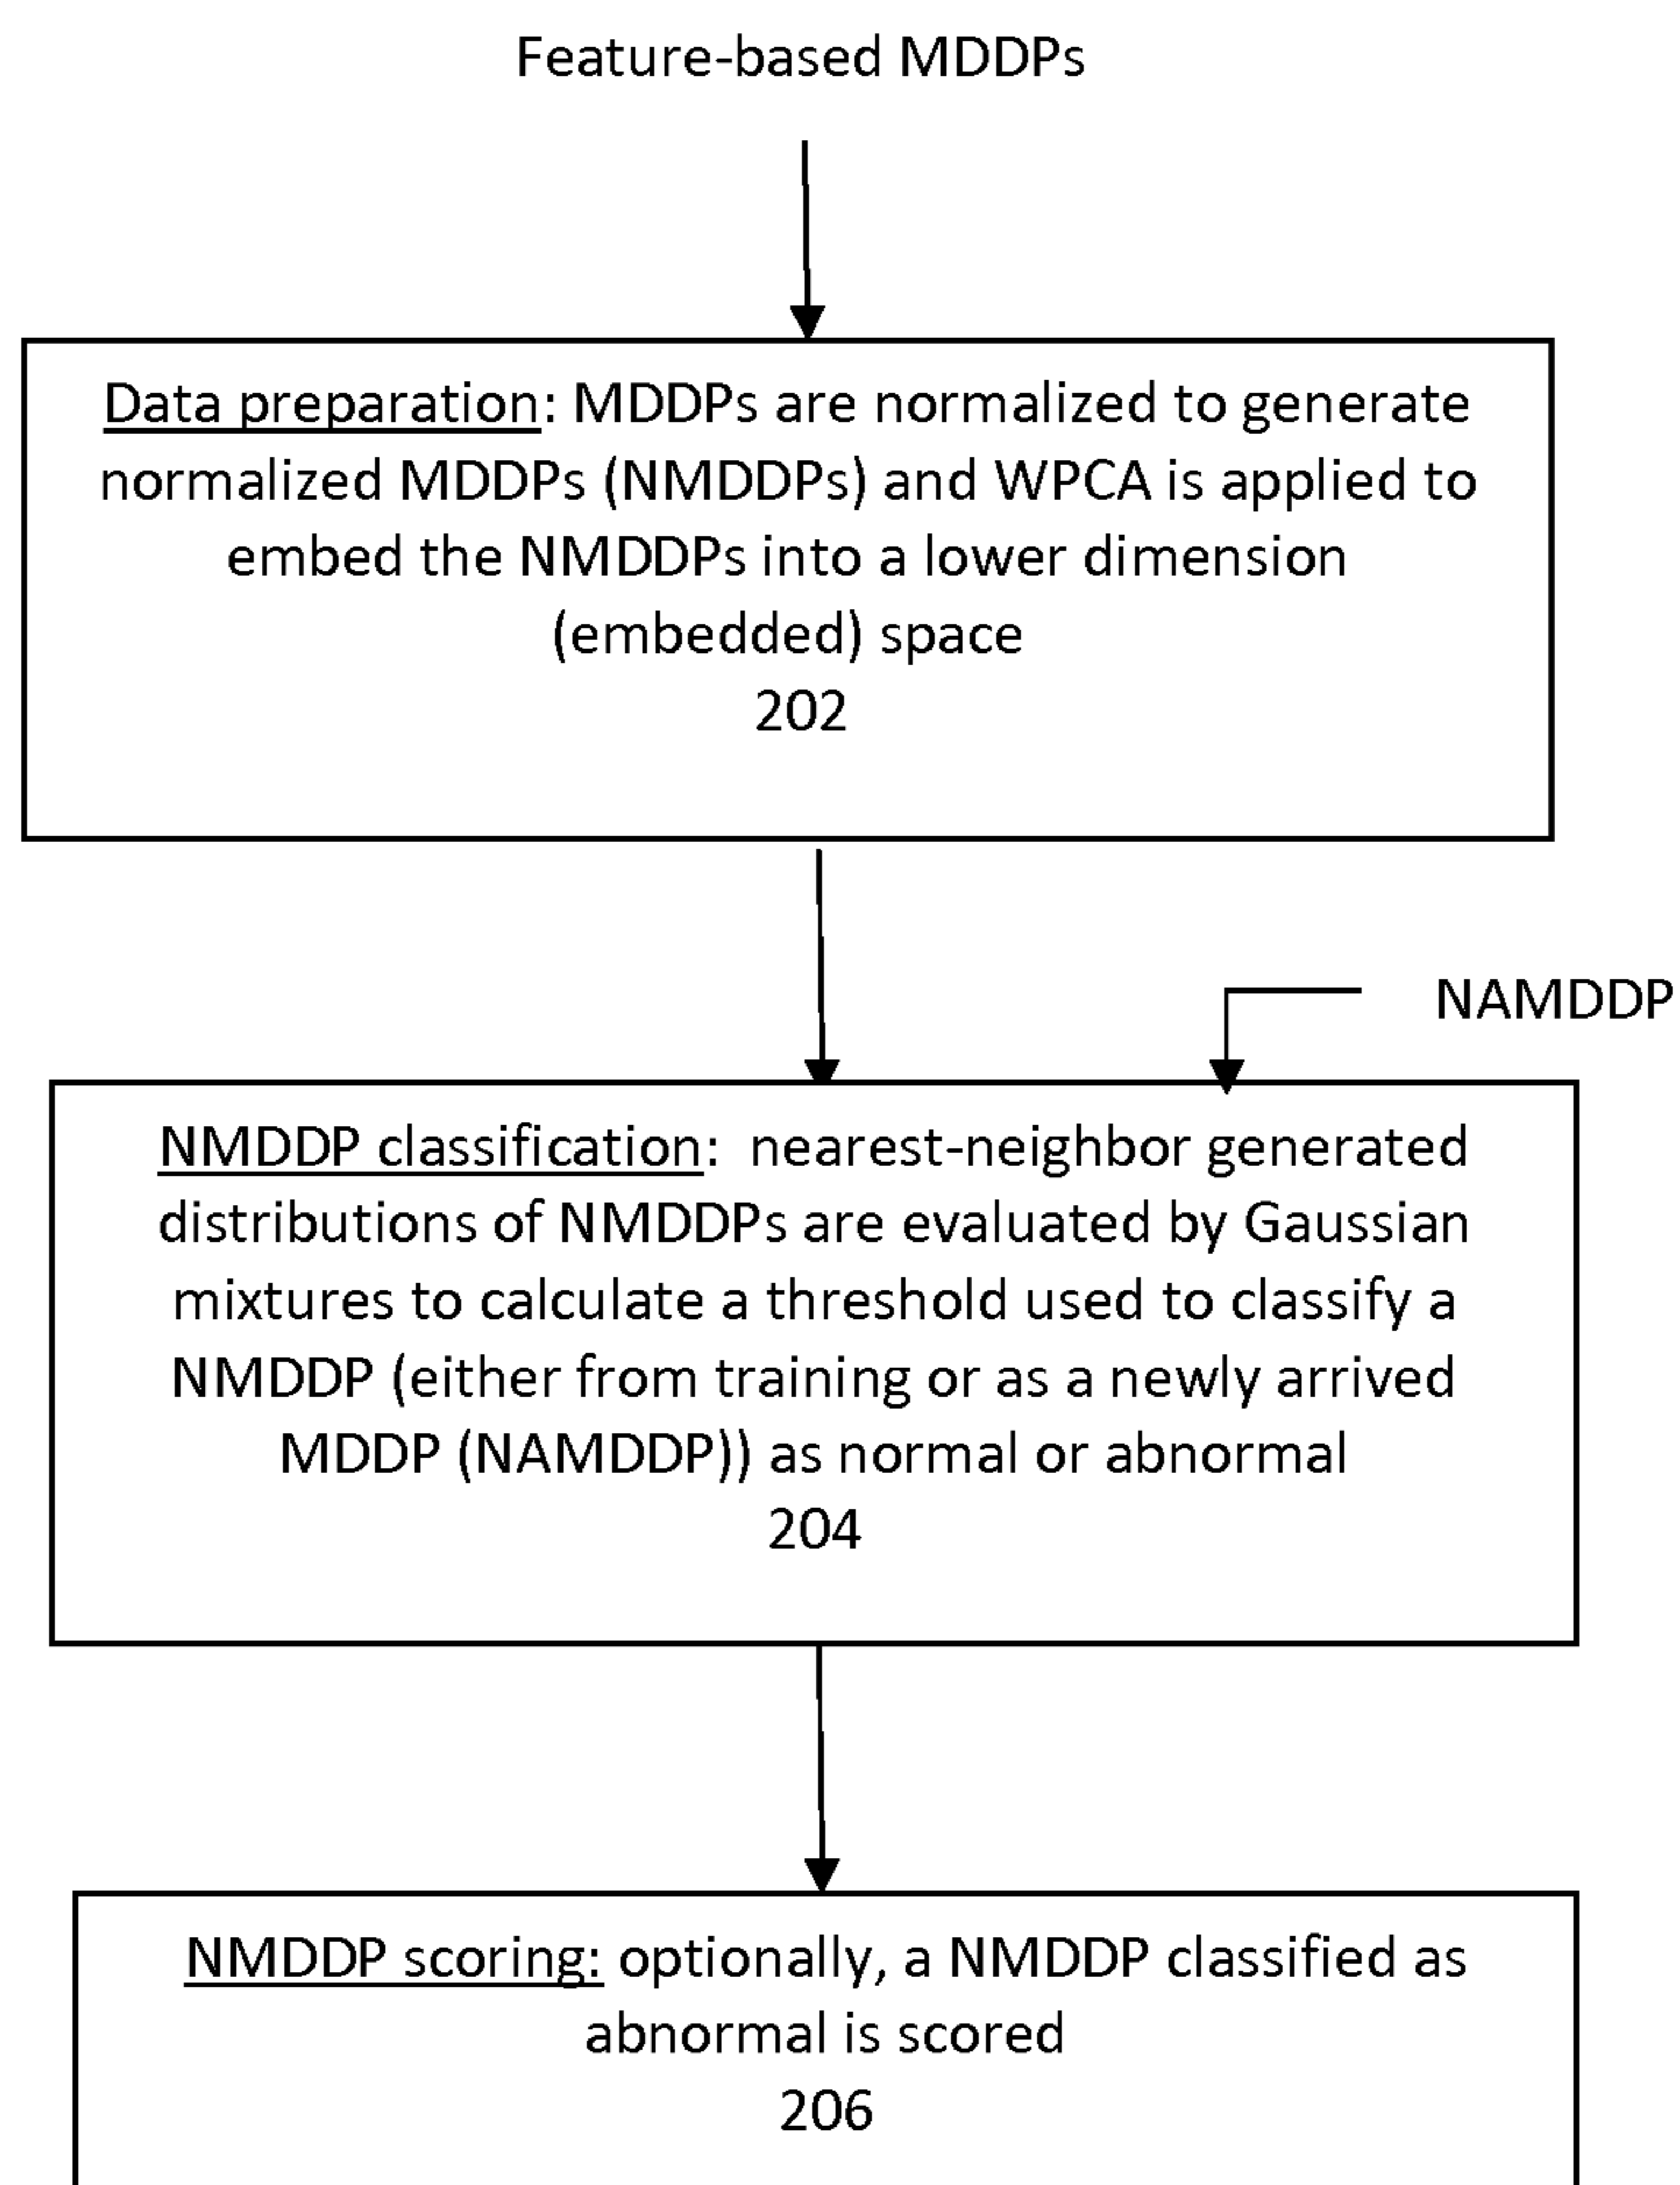 Feature-based MDDPs
Data preparation: MDDPs are normalized to generate
normalized MDDPs (NMDDPs) and WPCA is applied to
embed the NMDDPs into a lower dimension
(embedded) space
202
NAMDDP
NMDDP classification: nearest-neighbor generated
distributions of NMDDPs are evaluated by Gaussian
mixtures to calculate a threshold used to classify a
NMDDP (either from training or as a newly arrived
MDDP (NAMDDP)) as normal or abnormal
204
NMDDP scoring: optionally, a NMDDP classified as
abnormal is scored
206